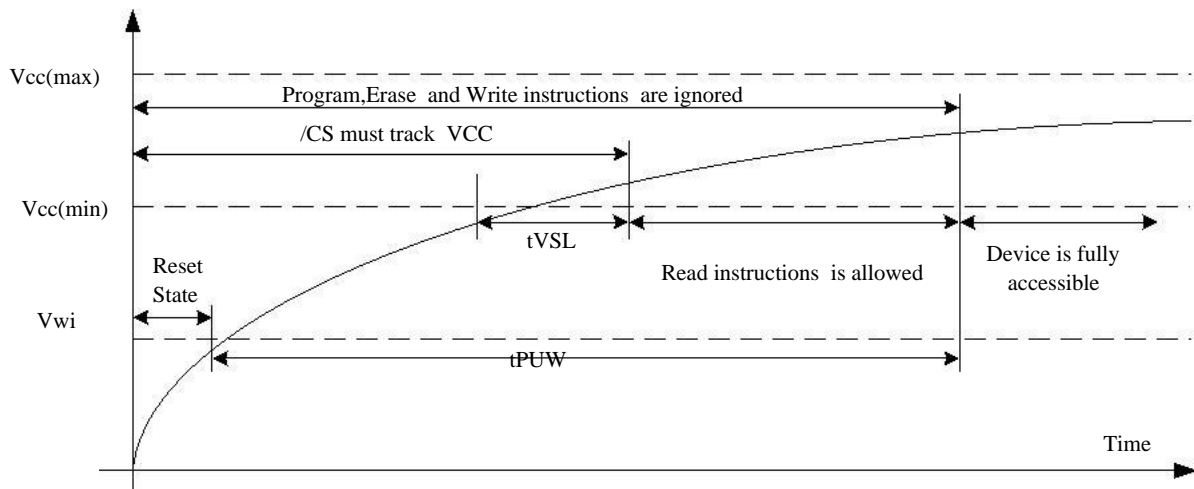 Vcc(max)
Program,Erase and Write instructions are ignored
/CS must track VCC
Vcc(min)
tVSL
Reset
State
Read instructions is allowed
Device is fully
accessible
Vwi
tPUW
Time